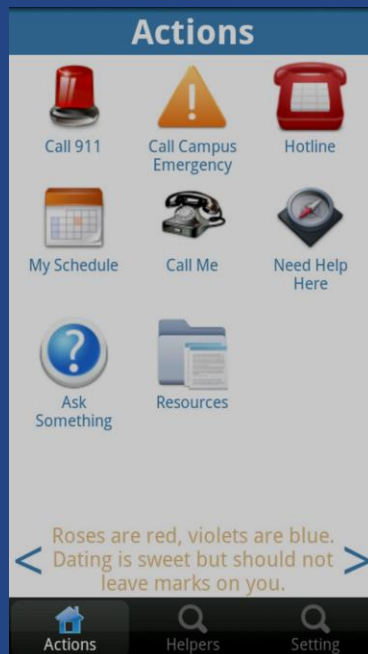 Actions
Call 911
Call Campus
Emergency
Hotline
My Schedule
Call Me
Need Help
Here
Ask
Something
Resources
Roses are red, violets are blue.
< Dating is sweet but should not >
leave marks on you.
Actions
Helpers
Setting